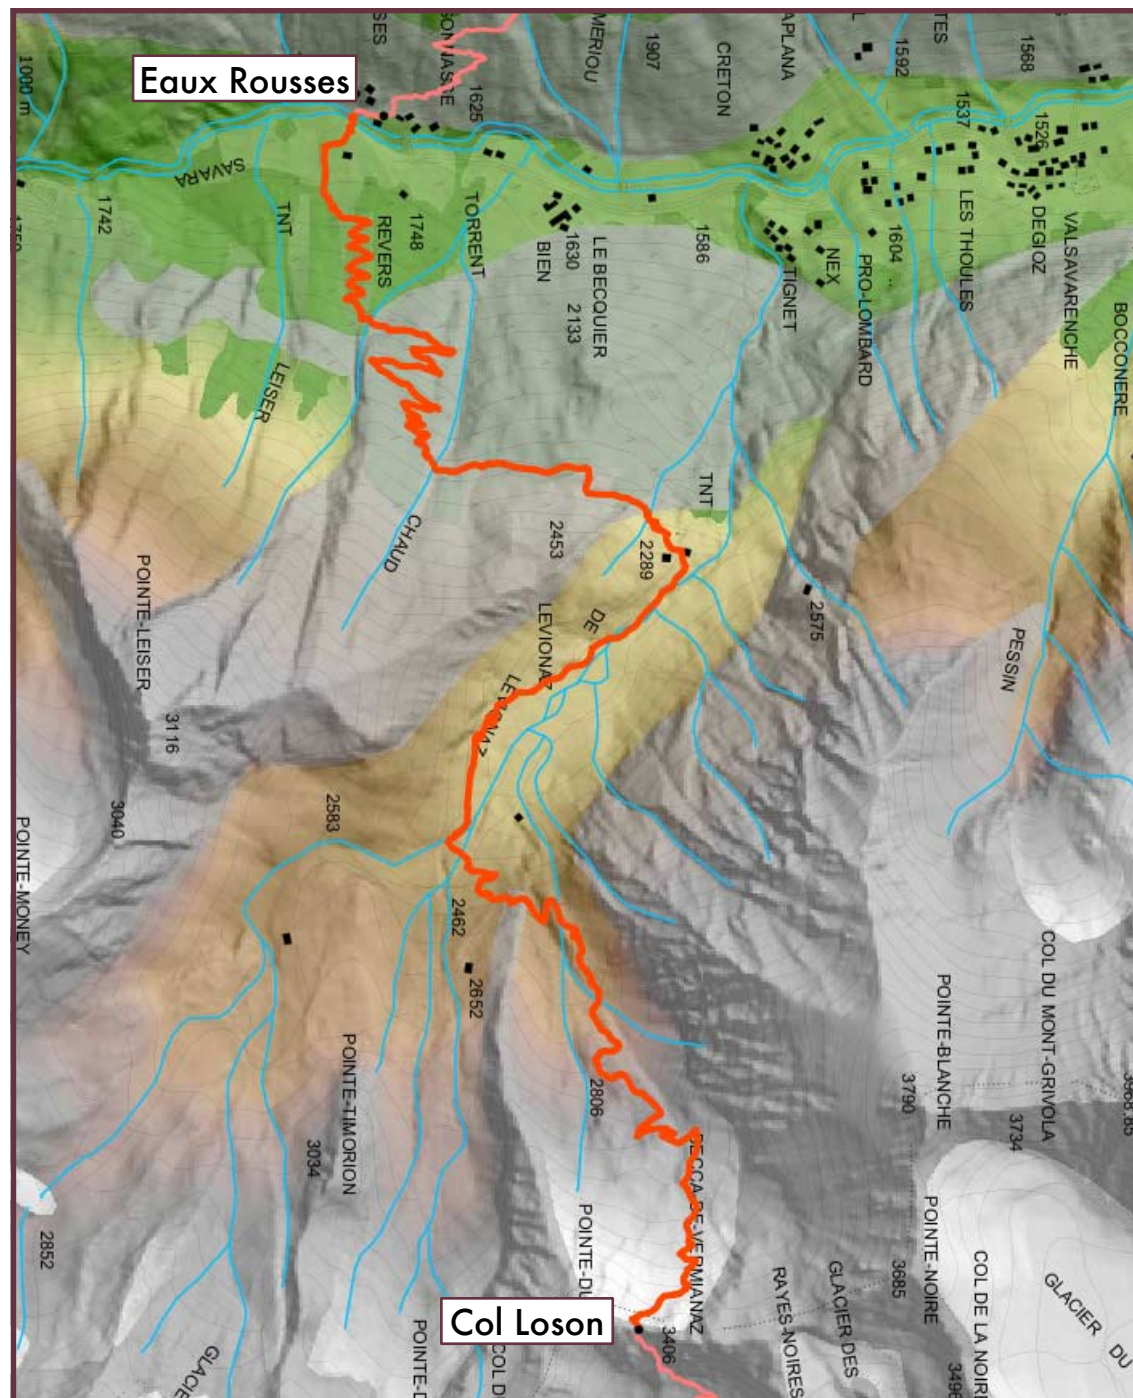 Eaux Rousses
Col Loson
1000 m
1625
MERIOU
1907
CRETON
1592
1568
1537
1526
SAVARA
1742
TNT
REVERS
1748
TORRENT
BIEN
1630
LE BECQUIER
2133
1586
TIGNET
NEX
PRO-LOMBARD
1604
LES THOULES
DEGIOZ
VALSAVARENCHE
BOCCONERE
LEISER
CHAUD
2453
TNT
2289
DE
LEVIONAZ
LEVIONAZ
2575
PESSIN
POINTE-LEISER
3116
3040
2583
POINTE-MONEY
2462
2652
POINTE-TIMORION
3034
2806
BECCA-DE-VERMIANAZ
POINTE-BLANCHE
3790
COL DU MONT-GRIVOLA
3734
POINTE-NOIRE
3685
COL DE LA NOIRE
GLACIER DU
GLACIER DES
RAYES-NOIRES
3406
2852